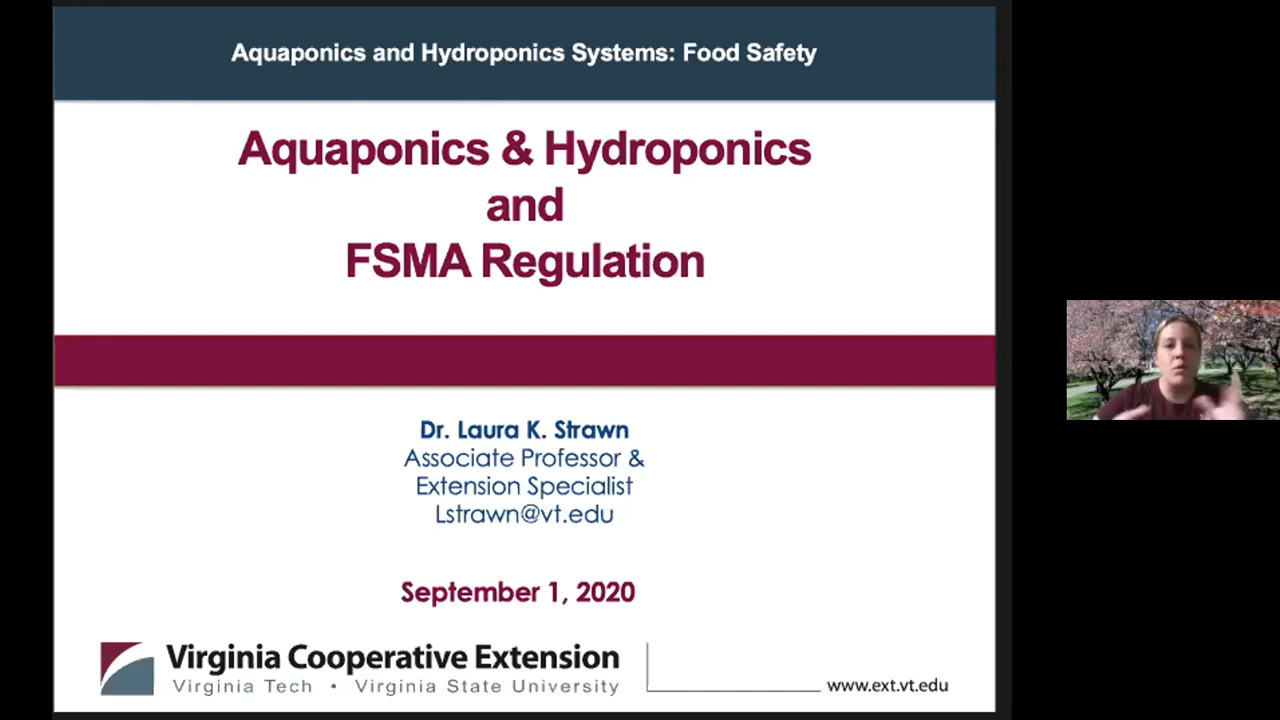 Aquaponics and Hydroponics Systems: Food Safety
Aquaponics & Hydroponics
and
FSMA Regulation
Dr. Laura K. Strawn
Associate Professor &
Extension Specialist
Lstrawn@vt.edu
September 1, 2020
Virginia Cooperative Extension
Virginia Tech • Virginia State University
www.ext.vt.edu